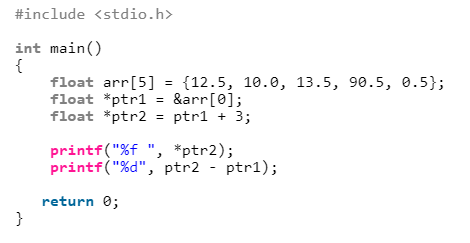 #include <stdio.h>

int main()
{
    float arr[5] = {12.5, 10.0, 13.5, 90.5, 0.5};
    float *ptr1 = &arr[0];
    float *ptr2 = ptr1 + 3;

    printf("%f ", *ptr2);
    printf("%d", ptr2 - ptr1);

   return 0;
}